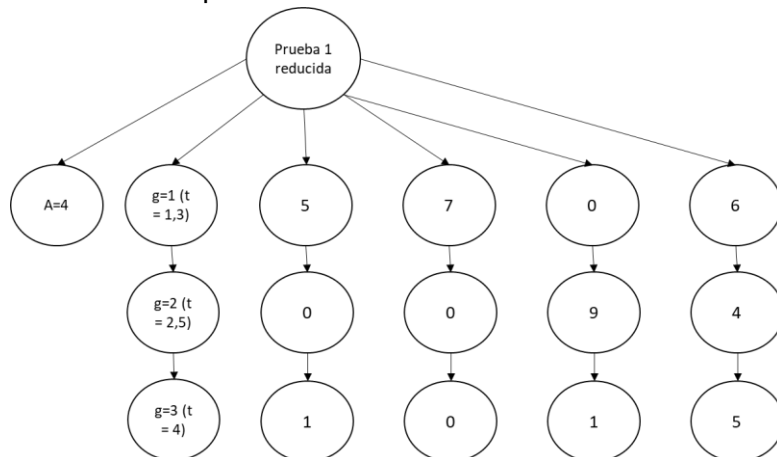 Prueba 1
reducida
A=4
g=1 (t
= 1,3)
5
7
0
6
g=2 (t
= 2,5)
0
0
9
4
g=3 (t
= 4)
1
0
1
5